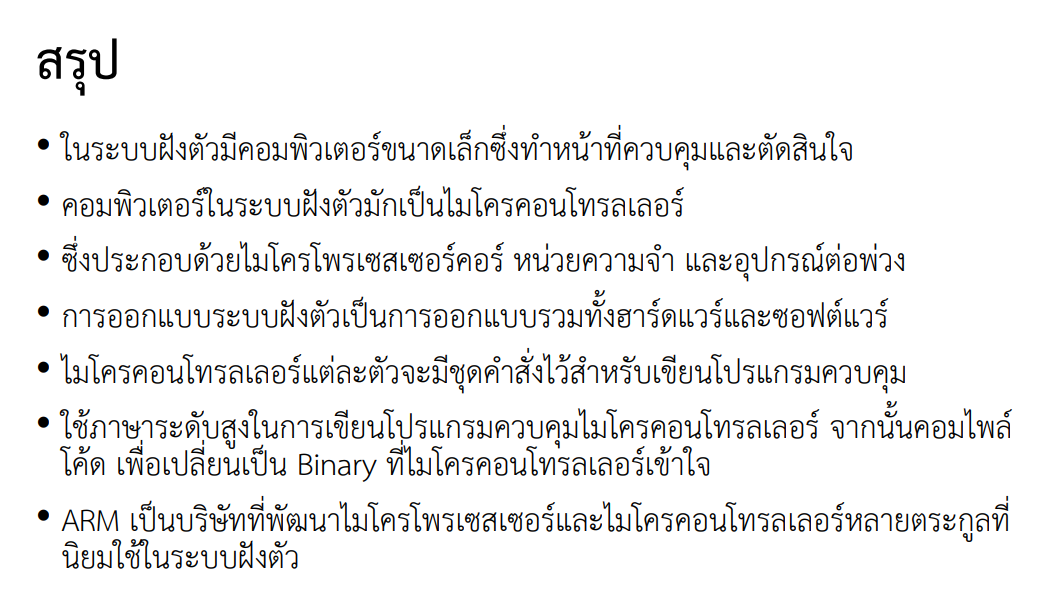 สรุป
• ในระบบฝังตัวมีคอมพิวเตอร์ขนาดเล็กซึ่งทำหน้าที่ควบคุมและตัดสินใจ
• คอมพิวเตอร์ในระบบฝังตัวมักเป็นไมโครคอนโทรลเลอร์
• ซึ่งประกอบด้วยไมโครโพรเซสเซอร์คอร์ หน่วยความจำ และอุปกรณ์ต่อพ่วง
• การออกแบบระบบฝังตัวเป็นการออกแบบรวมทั้งฮาร์ดแวร์และซอฟต์แวร์
• ไมโครคอนโทรลเลอร์แต่ละตัวจะมีชุดคำสั่งไว้สำหรับเขียนโปรแกรมควบคุม
• ใช้ภาษาระดับสูงในการเขียนโปรแกรมควบคุมไมโครคอนโทรลเลอร์ จากนั้นคอมไพล์
โค้ด เพื่อเปลี่ยนเป็น Binary ที่ไมโครคอนโทรลเลอร์เข้าใจ
• ARM เป็นบริษัทที่พัฒนาไมโครโพรเซสเซอร์และไมโครคอนโทรลเลอร์หลายตระกูลที่
นิยมใช้ในระบบฝังตัว